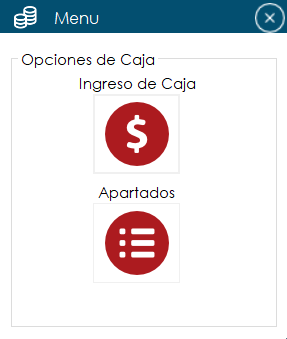 Menu
Opciones de Caja
Ingreso de Caja
$
Apartados